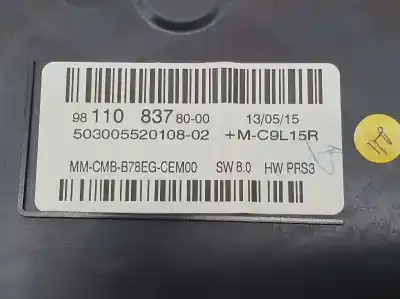 98 110 837 80-00 13/05/15
503005520108-02 +M-C9L15R
MM-CMB-B78EG-CEM00 SW 8.0 HW PRS3